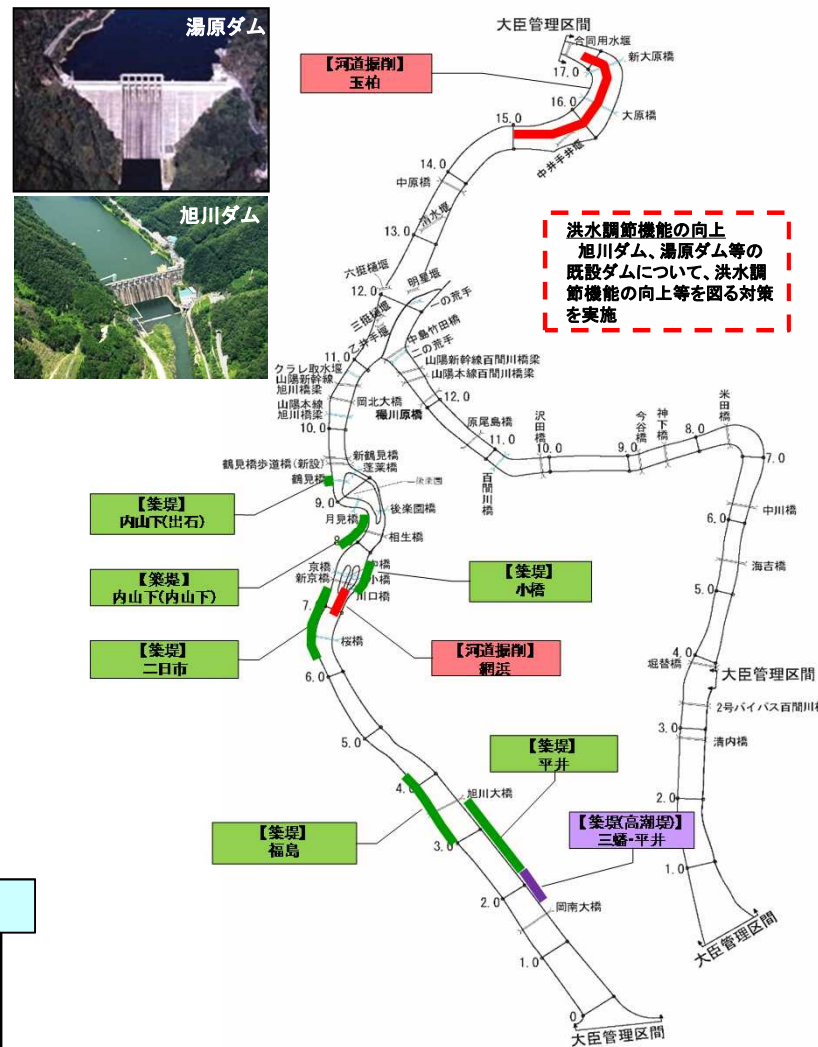 湯原ダム
旭川ダム
大臣管理区間
合同用水堰
新大原橋
17.0
【河道掘削】
玉柏
16.0
大原橋
15.0
中井手井堰
14.0
中原橋
清水堰
13.0
洪水調節機能の向上
旭川ダム、湯原ダム等の
既設ダムについて、洪水調
節機能の向上等を図る対策
を実施
六挺樋堰
明星堰
12.0
一の荒手
三挺樋堰
乙井手堰
中島竹田橋
二の荒手
11.0
山陽新幹線百間川橋梁
山陽本線百間川橋梁
クラレ取水堰
山陽新幹線
旭川橋梁
岡北大橋
山陽本線
旭川橋梁
穝川原橋
12.0
原尾島橋
11.0
百間川橋
沢田橋
10.0
今谷橋
9.0
神下橋
8.0
米田橋
7.0
10.0
新鶴見橋
鶴見橋歩道橋(新設)
蓬莱橋
鶴見橋
後楽園
9.0
月見橋
後楽園橋
中川橋
6.0
【築堤】
内山下(出石)
8.
相生橋
海吉橋
5.0
京橋
中橋
新京橋
小橋
川口橋
【築堤】
内山下(内山下)
【築堤】
小橋
7.
桜橋
【築堤】
二日市
【河道掘削】
網浜
6.0
4.0
堀替橋
大臣管理区間
2号バイパス百間川橋
3.0
清内橋
5.0
【築堤】
平井
4.
旭川大橋
2.0
【築堤(高潮堤)】
三蟠・平井
【築堤】
福島
3.0
1.0
2.0
岡南大橋
大臣管理区間
1.0
0
大臣管理区間